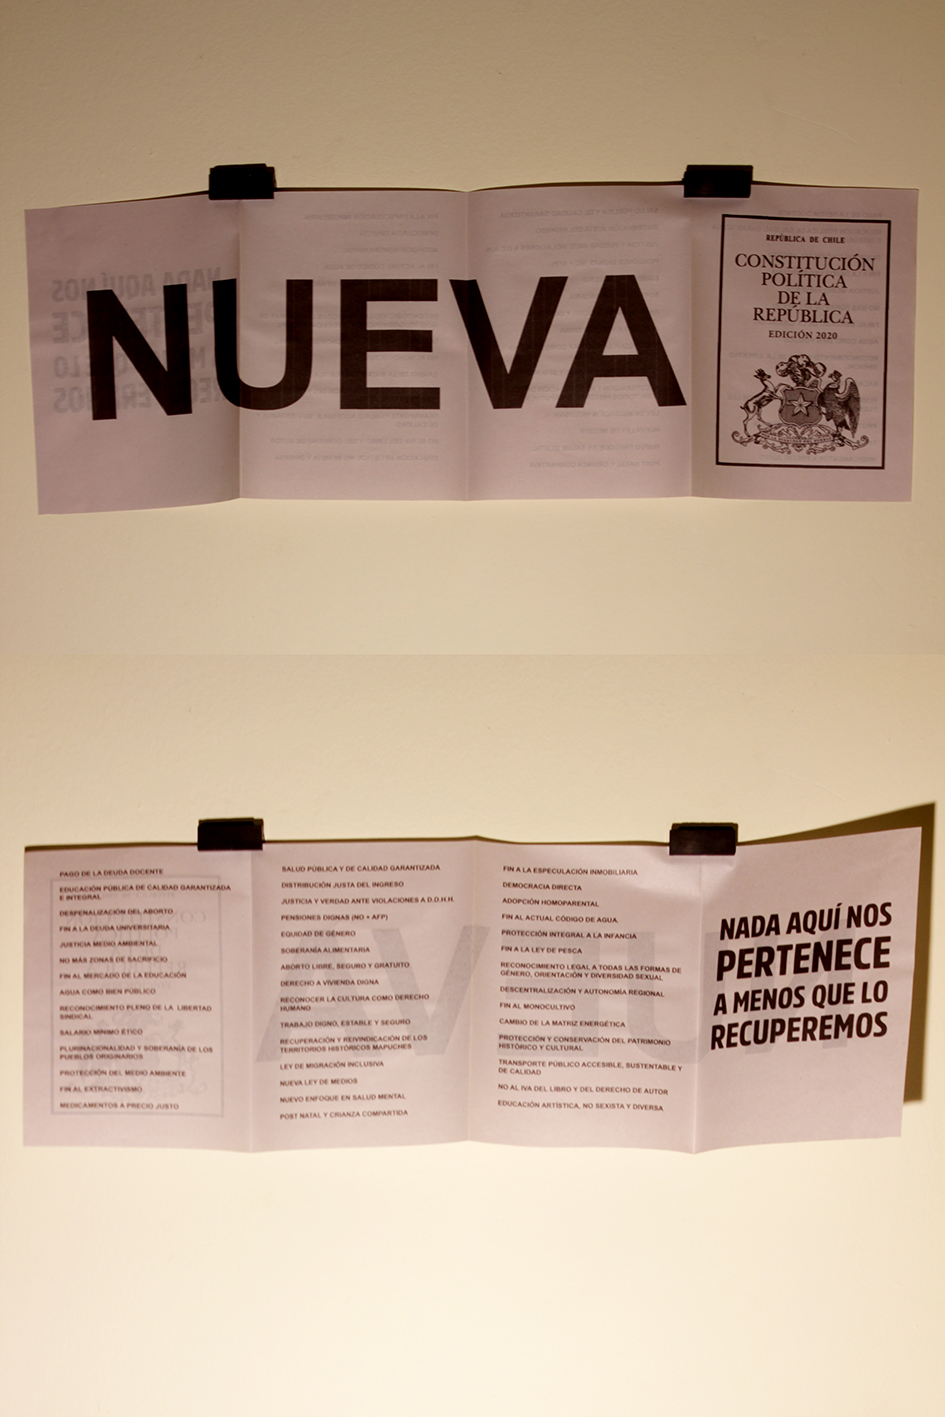 NUEVA
REPÚBLICA DE CHILE
CONSTITUCIÓN
POLÍTICA
DE LA
REPÚBLICA
EDICIÓN 2020
PAGO DE LA DEUDA DOCENTE
EDUCACIÓN PÚBLICA DE CALIDAD GARANTIZADA
E INTEGRAL
DESPENALIZACIÓN DEL ABORTO
FIN A LA DEUDA UNIVERSITARIA
JUSTICIA MEDIO AMBIENTAL
NO MÁS ZONAS DE SACRIFICIO
FIN AL MERCADO DE LA EDUCACIÓN
AGUA COMO BIEN PÚBLICO
RECONOCIMIENTO PLENO DE LA LIBERTAD
SINDICAL
SALARIO MÍNIMO ÉTICO
PLURINACIONALIDAD Y SOBERANÍA DE LOS
PUEBLOS ORIGINARIOS
PROTECCIÓN DEL MEDIO AMBIENTE
FIN AL EXTRACTIVISMO
MEDICAMENTOS A PRECIO JUSTO
SALUD PÚBLICA Y DE CALIDAD GARANTIZADA
DISTRIBUCIÓN JUSTA DEL INGRESO
JUSTICIA Y VERDAD ANTE VIOLACIONES A D.D.H.H.
PENSIONES DIGNAS (NO + AFP)
EQUIDAD DE GÉNERO
SOBERANÍA ALIMENTARIA
ABORTO LIBRE, SEGURO Y GRATUITO
DERECHO A VIVIENDA DIGNA
RECONOCER LA CULTURA COMO DERECHO
HUMANO
TRABAJO DIGNO, ESTABLE Y SEGURO
RECUPERACIÓN Y REIVINDICACIÓN DE LOS
TERRITORIOS HISTÓRICOS MAPUCHES
LEY DE MIGRACIÓN INCLUSIVA
NUEVA LEY DE MEDIOS
NUEVO ENFOQUE EN SALUD MENTAL
POST NATAL Y CRIANZA COMPARTIDA
FIN A LA ESPECULACIÓN INMOBILIARIA
DEMOCRACIA DIRECTA
ADOPCIÓN HOMOPARENTAL
FIN AL ACTUAL CÓDIGO DE AGUA.
PROTECCIÓN INTEGRAL A LA INFANCIA
FIN A LA LEY DE PESCA
RECONOCIMIENTO LEGAL A TODAS LAS FORMAS DE
GÉNERO, ORIENTACIÓN Y DIVERSIDAD SEXUAL
DESCENTRALIZACIÓN Y AUTONOMÍA REGIONAL
FIN AL MONOCULTIVO
CAMBIO DE LA MATRIZ ENERGÉTICA
PROTECCIÓN Y CONSERVACIÓN DEL PATRIMONIO
HISTÓRICO Y CULTURAL
TRANSPORTE PÚBLICO ACCESIBLE, SUSTENTABLE Y
DE CALIDAD
NO AL IVA DEL LIBRO Y DEL DERECHO DE AUTOR
EDUCACIÓN ARTÍSTICA, NO SEXISTA Y DIVERSA
NADA AQUÍ NOS
PERTENECE
A MENOS QUE LO
RECUPEREMOS